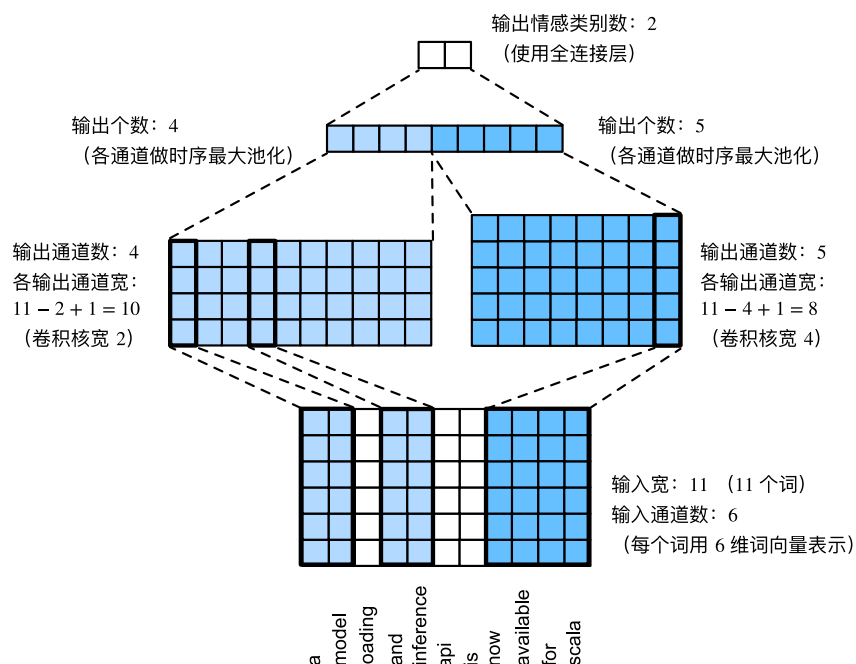 输出情感类别数：2
（使用全连接层）
输出个数：4
（各通道做时序最大池化）
输出个数：5
（各通道做时序最大池化）
输出通道数：4
各输出通道宽：
11 − 2 + 1 = 10
（卷积核宽 2）
输出通道数：5
各输出通道宽：
11 − 4 + 1 = 8
（卷积核宽 4）
输入宽：11 （11 个词）
输入通道数：6
（每个词用 6 维词向量表示）
a
model
oading
and
inference
api
is
now
available
for
scala